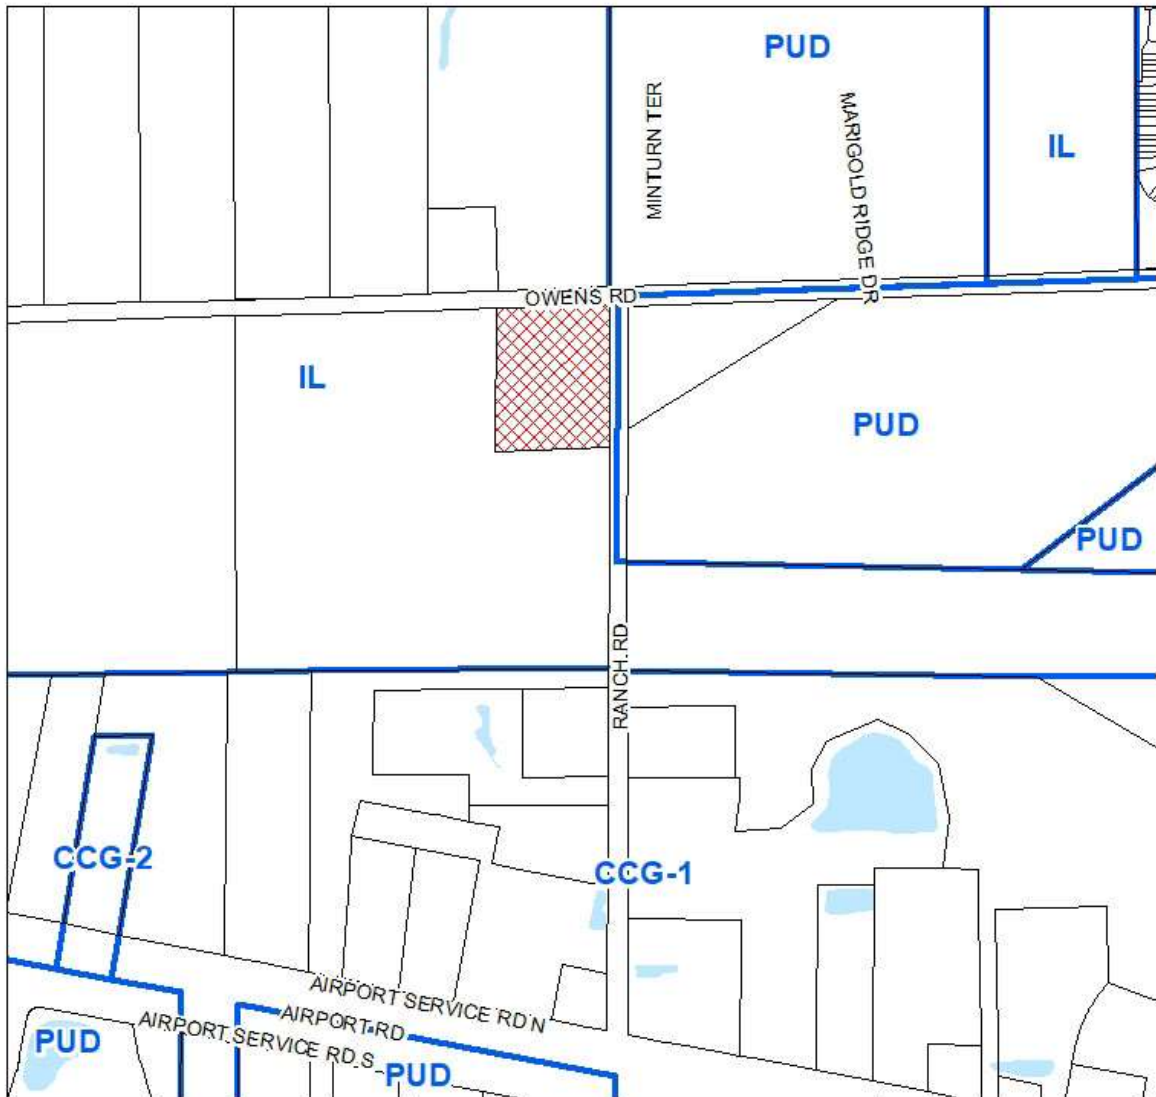 PUD
MINTURN TER
MARIGOLD RIDGE DR
IL
OWENS RD
IL
PUD
PUD
RANCH RD
CCG-2
CCG-1
AIRPORT SERVICE RD N
AIRPORT RD
AIRPORT SERVICE RD S
PUD
PUD